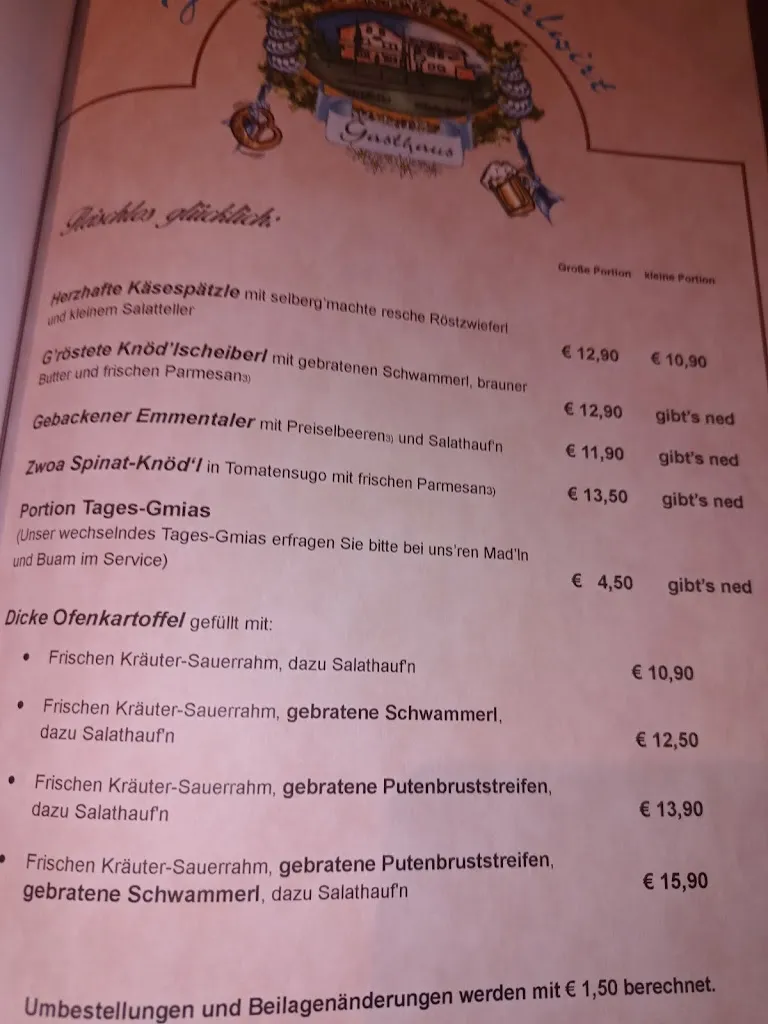 Gasthaus
Fleischlos glücklich:
Große Portion kleine Portion
Herzhafte Käsespätzle mit selberg'machte resche Röstzwieferl
und kleinem Salatteller
€ 12,90 € 10,90
G'röstete Knöd'lscheiberl mit gebratenen Schwammerl, brauner
Butter und frischen Parmesan3)
€ 12,90 gibt's ned
Gebackener Emmentaler mit Preiselbeeren3) und Salathauf'n
€ 11,90 gibt's ned
Zwoa Spinat-Knöd'l in Tomatensugo mit frischen Parmesan3)
€ 13,50 gibt's ned
Portion Tages-Gmias
(Unser wechselndes Tages-Gmias erfragen Sie bitte bei uns'ren Mad'ln
und Buam im Service)
€ 4,50 gibt's ned
Dicke Ofenkartoffel gefüllt mit:
• Frischen Kräuter-Sauerrahm, dazu Salathauf'n
€ 10,90
• Frischen Kräuter-Sauerrahm, gebratene Schwammerl,
dazu Salathauf'n
€ 12,50
• Frischen Kräuter-Sauerrahm, gebratene Putenbruststreifen,
dazu Salathauf'n
€ 13,90
• Frischen Kräuter-Sauerrahm, gebratene Putenbruststreifen,
gebratene Schwammerl, dazu Salathauf'n
€ 15,90
Umbestellungen und Beilagenänderungen werden mit € 1,50 berechnet.